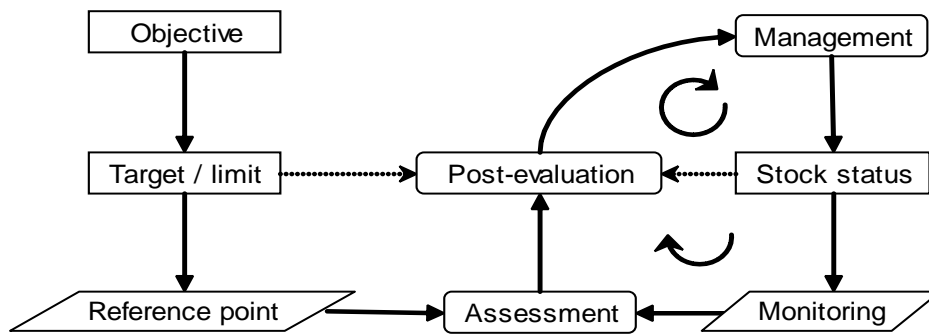 Objective
Management
Target / limit
Post-evaluation
Stock status
Reference point
Assessment
Monitoring